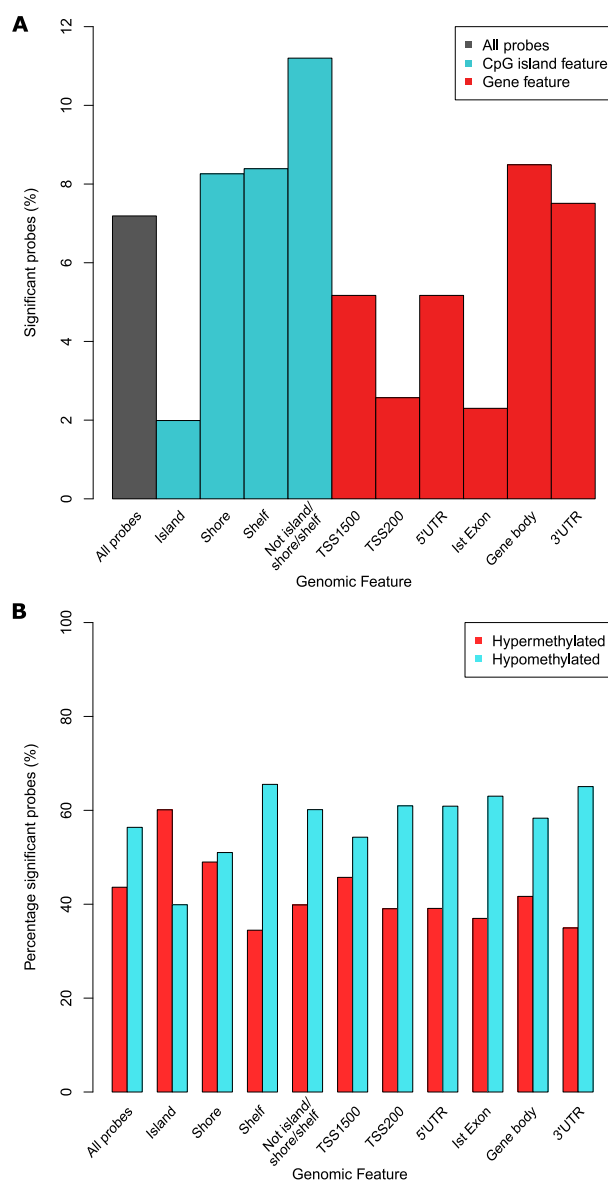 A
12
10
8
6
4
2
0
Significant probes (%)
All probes
CpG island feature
Gene feature
All probes
Island
Shore
Shelf
Not island/
shore/shelf
TSS1500
TSS200
5'UTR
Ist Exon
Gene body
3'UTR
Genomic Feature
B
100
80
60
40
20
0
Percentage significant probes (%)
Hypermethylated
Hypomethylated
All probes
Island
Shore
Shelf
Not island/
shore/shelf
TSS1500
TSS200
5'UTR
Ist Exon
Gene body
3'UTR
Genomic Feature